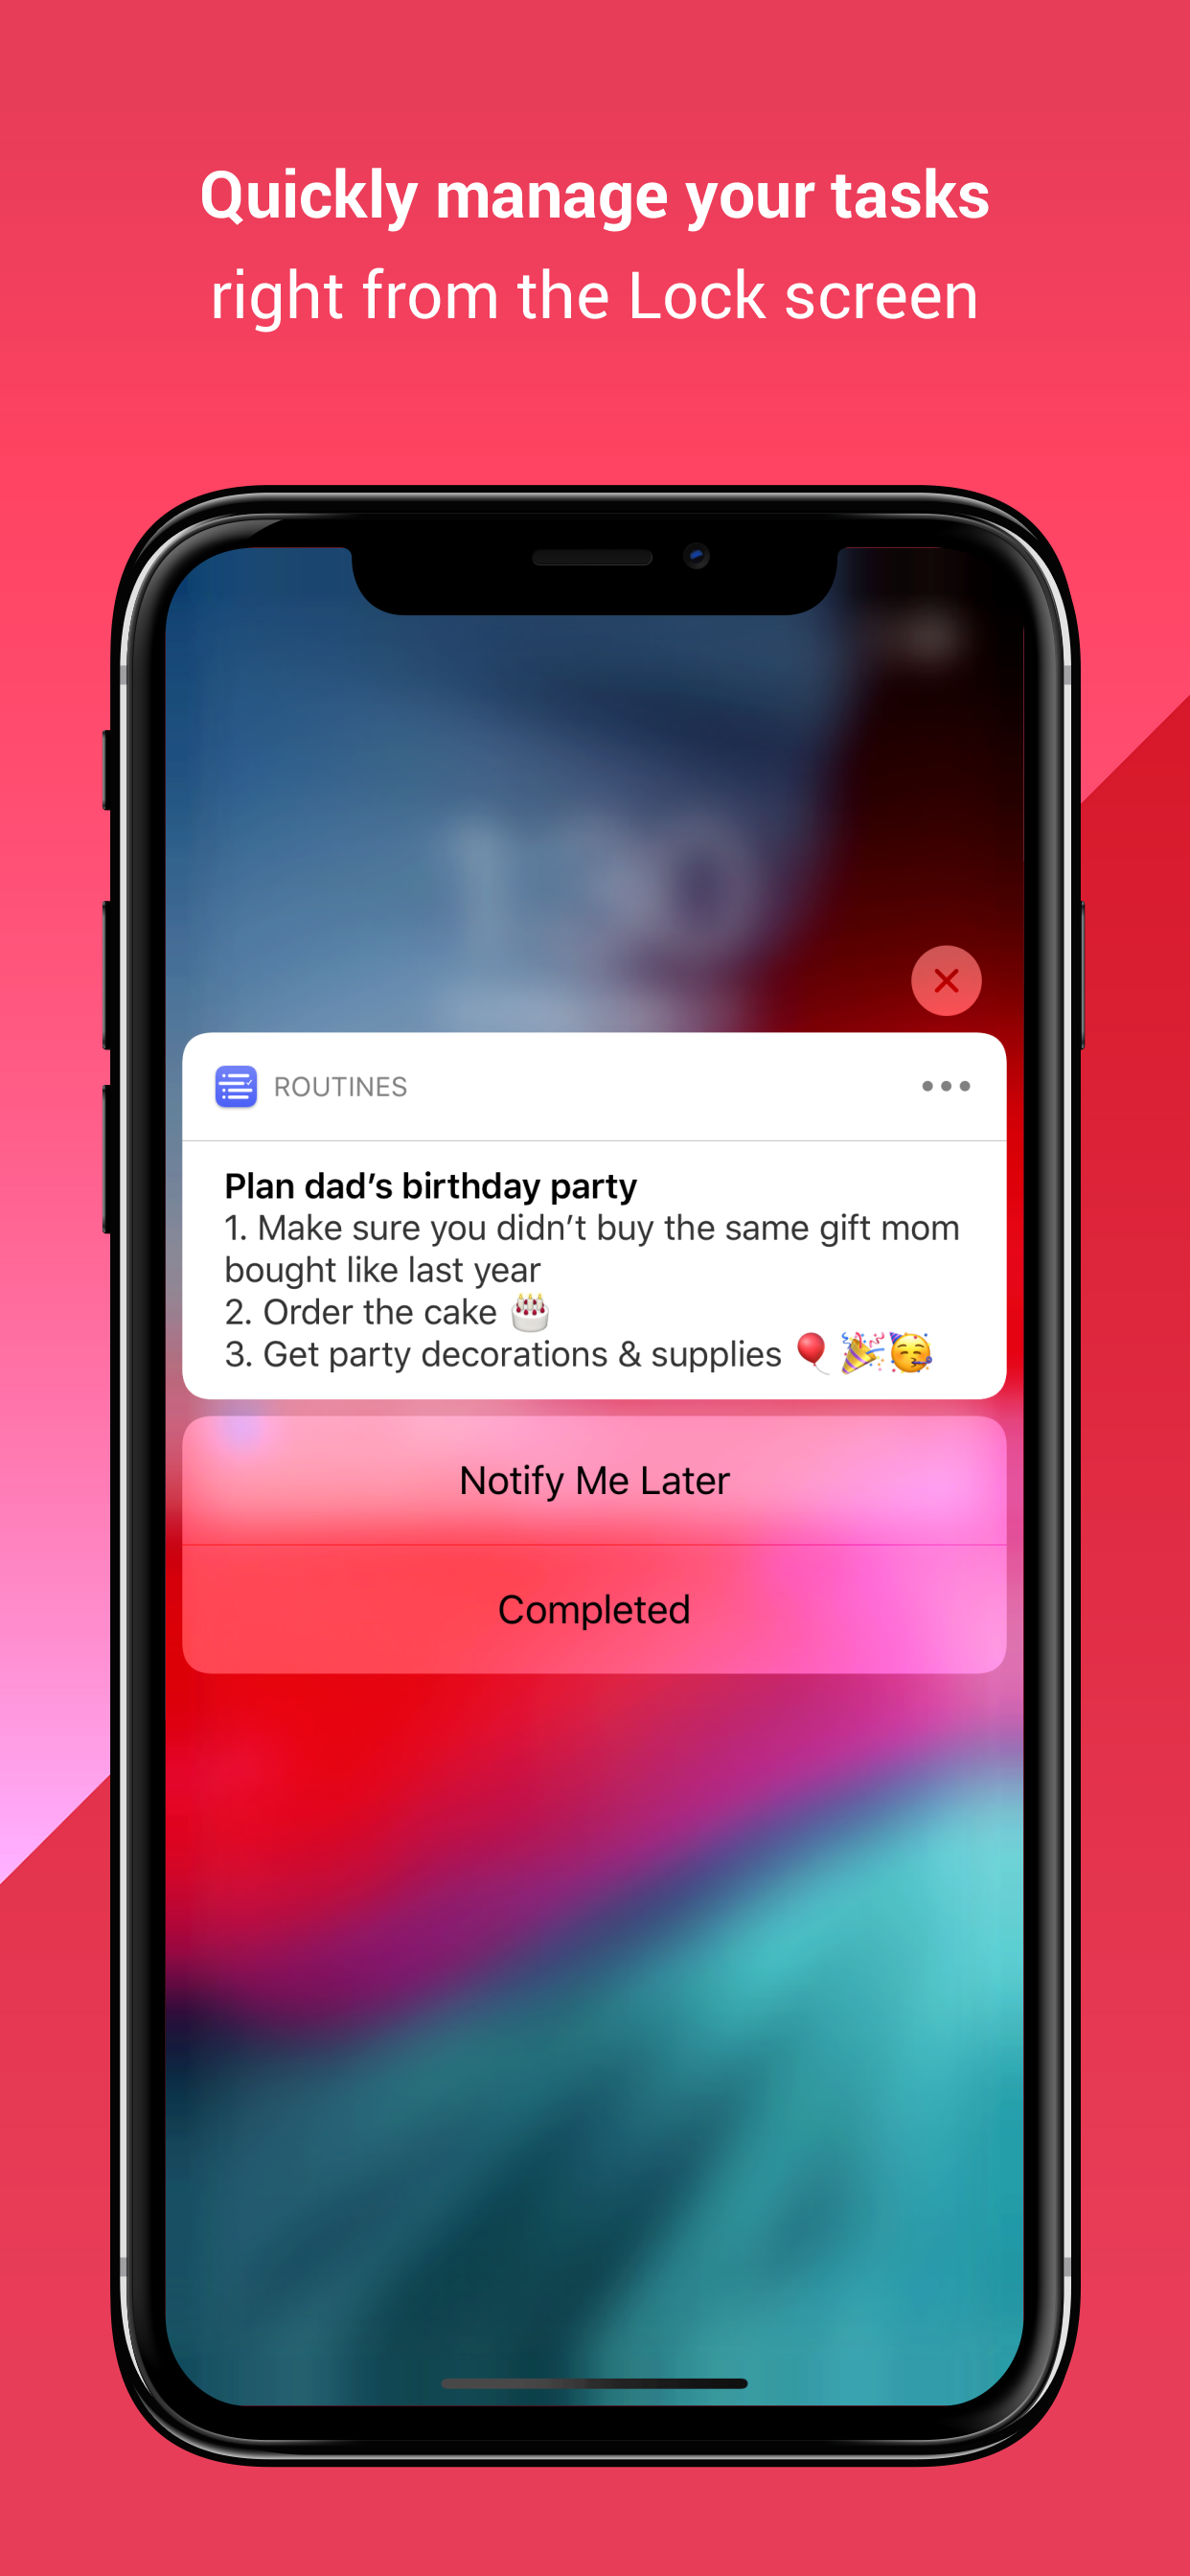 Quickly manage your tasks
right from the Lock screen
ROUTINES
Plan dad’s birthday party
1. Make sure you didn’t buy the same gift mom
bought like last year
2. Order the cake 🎂
3. Get party decorations & supplies 🎈🎉🥳
Notify Me Later
Completed